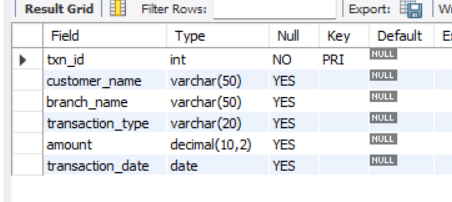 Result Grid Filter Rows: Export: Wr
Field Type Null Key Default Ex
txn_id int NO PRI NULL
customer_name varchar(50) YES NULL
branch_name varchar(50) YES NULL
transaction_type varchar(20) YES NULL
amount decimal(10,2) YES NULL
transaction_date date YES NULL